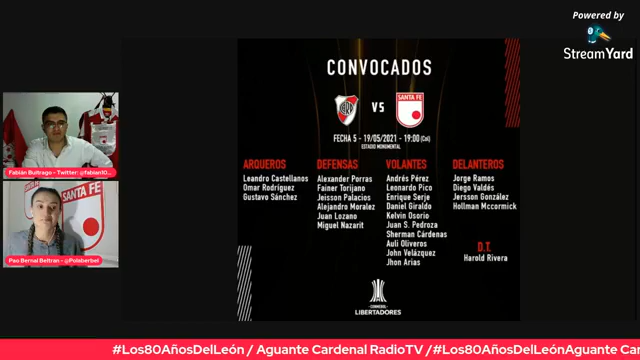 Powered by
StreamYard
CONVOCADOS
VS
SANTA FE
FECHA 5 - 19/05/2021 - 19:00 (Col)
ESTADIO MONUMENTAL
ARQUEROS
Leandro Castellanos
Omar Rodríguez
Gustavo Sánchez
DEFENSAS
Alexander Porras
Fainer Torijano
Jeisson Palacios
Alejandro Moralez
Juan Lozano
Miguel Nazarit
VOLANTES
Andrés Pérez
Leonardo Pico
Enrique Serje
Daniel Giraldo
Kelvin Osorio
Juan S. Pedroza
Sherman Cárdenas
Auli Oliveros
John Velázquez
Jhon Arias
DELANTEROS
Jorge Ramos
Diego Valdés
Jersson González
Hollman Mccormick
D.T.
Harold Rivera
CONMEBOL
LIBERTADORES
Fabián Buitrago - Twitter: @fabian10...
SANTA FE
Pao Bernal Beltran - @Polaberbel
#Los80AñosDelLeón / Aguante Cardenal RadioTV /#Los80AñosDelLeónAguante Car